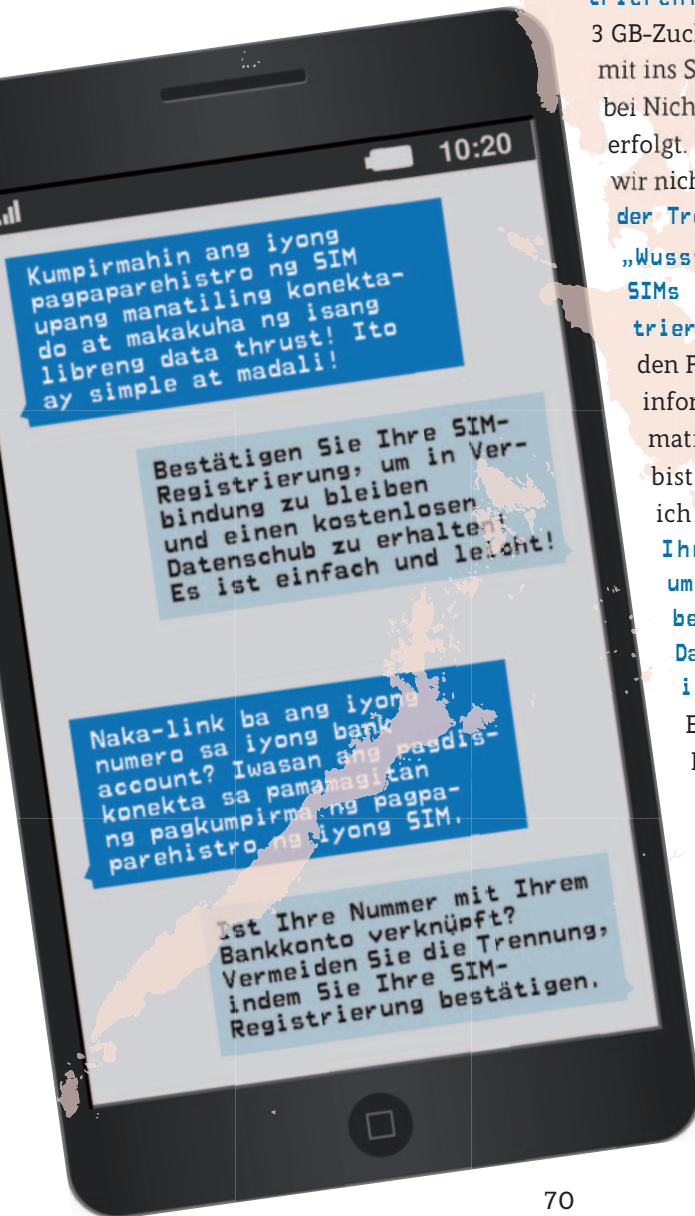 10:20
Kumpirmahin ang iyong
pagpaparehistro ng SIM
upang manatiling konekta-
do at makakuha ng isang
libreng data thrust! Ito
ay simple at madali!
Bestätigen Sie Ihre SIM-
Registrierung, um in Ver-
bindung zu bleiben
und einen kostenlosen
Datenschub zu erhalten!
Es ist einfach und leicht!
Naka-link ba ang iyong
numero sa iyong bank
account? Iwasan ang pagdis-
konekta sa pamamagitan
ng pagkumpirma ng pagpa-
parehistro ng iyong SIM.
Ist Ihre Nummer mit Ihrem
Bankkonto verknüpft?
Vermeiden Sie die Trennung,
indem Sie Ihre SIM-
Registrierung bestätigen.
3 GB-Zuc
mit ins S
bei Nich
erfolgt.
wir nich
der Tr
„Wuss
SIMs
trier
den
infor
mat
bist
ich
Ih
um
be
Da
i
70